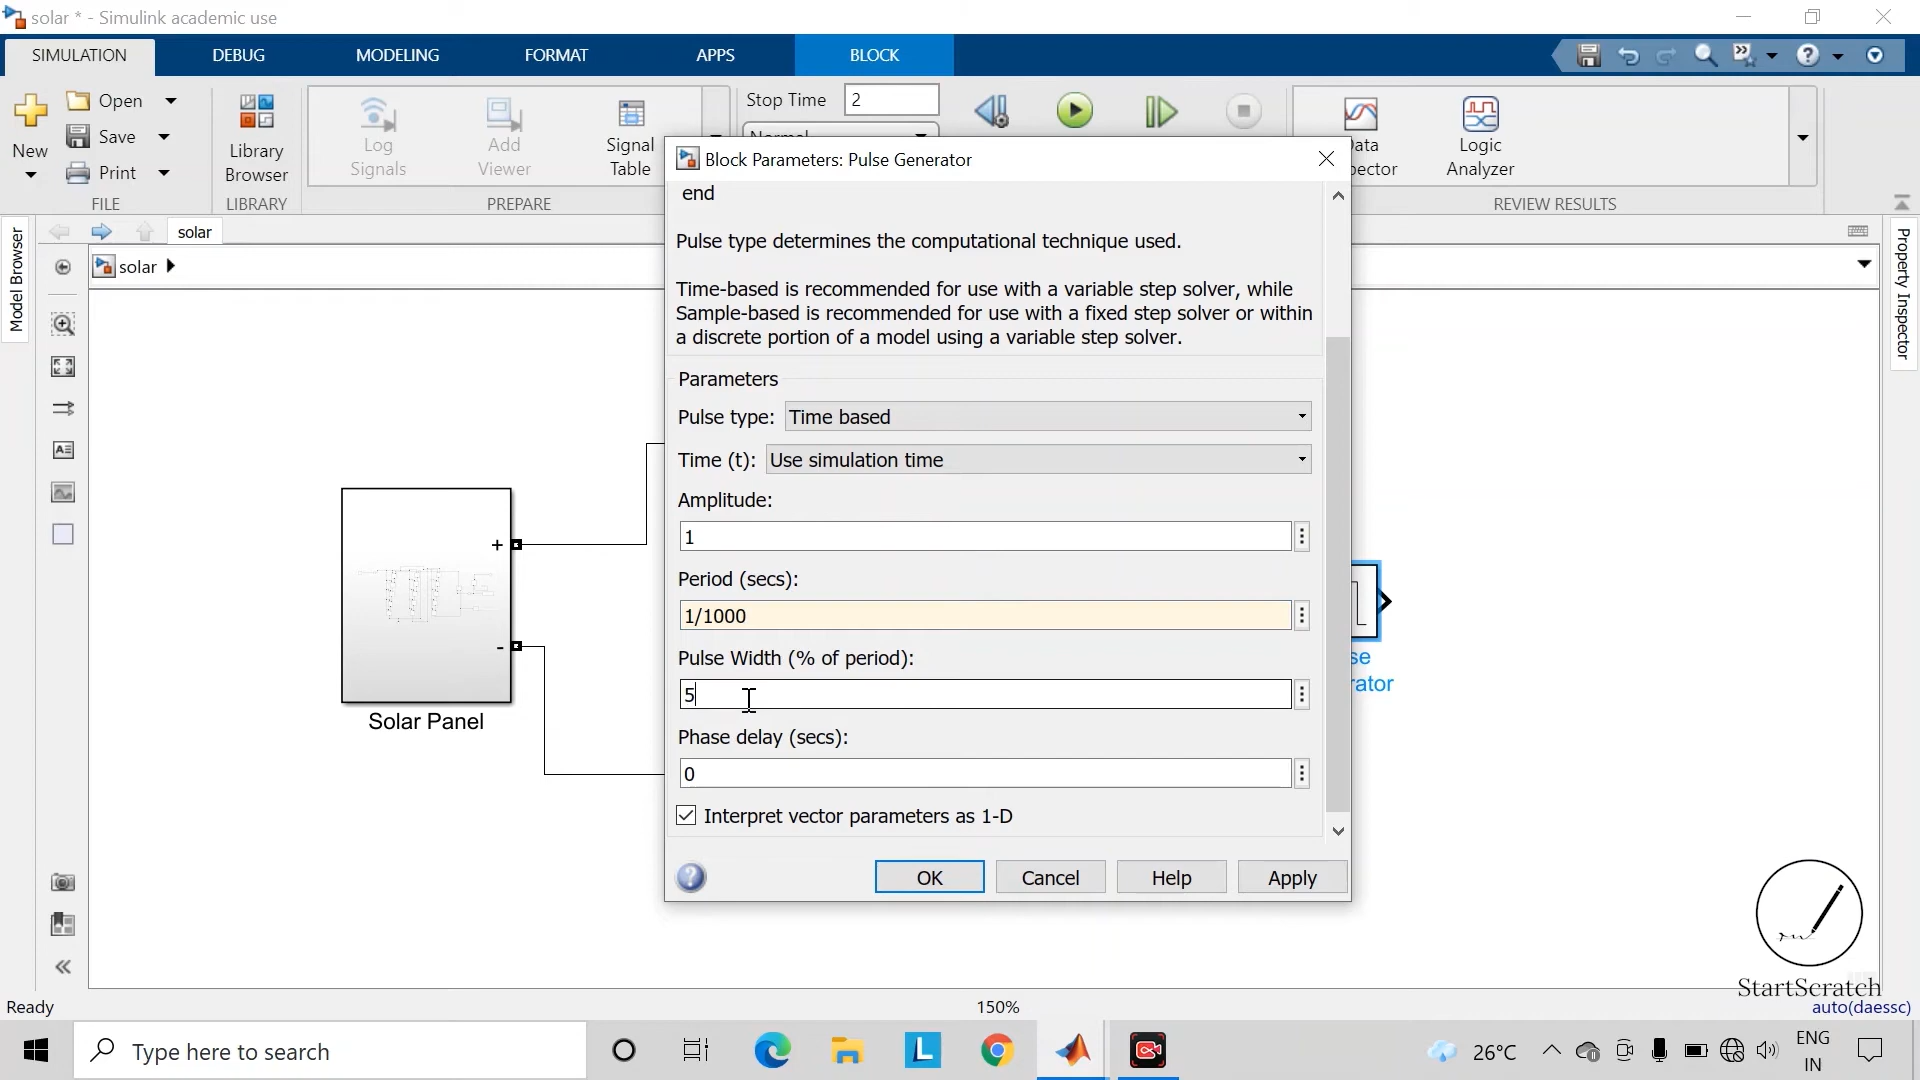 solar * - Simulink academic use
SIMULATION
DEBUG
MODELING
FORMAT
APPS
BLOCK
New
Open
Save
Print
FILE
Library
Browser
LIBRARY
Log
Signals
Add
Viewer
Signal
Table
PREPARE
Stop Time 2
Normal
Data
pector
Logic
Analyzer
REVIEW RESULTS
solar
solar
Model Browser
Property Inspector
Block Parameters: Pulse Generator
end
Pulse type determines the computational technique used.
Time-based is recommended for use with a variable step solver, while
Sample-based is recommended for use with a fixed step solver or within
a discrete portion of a model using a variable step solver.
Parameters
Pulse type: Time based
Time (t): Use simulation time
Amplitude:
1
Period (secs):
1/1000
Pulse Width (% of period):
5
Phase delay (secs):
0
Interpret vector parameters as 1-D
OK
Cancel
Help
Apply
+
-
Solar Panel
se
rator
StartScratch
Ready
150%
auto(daessc)
Type here to search
26°C
ENG
IN